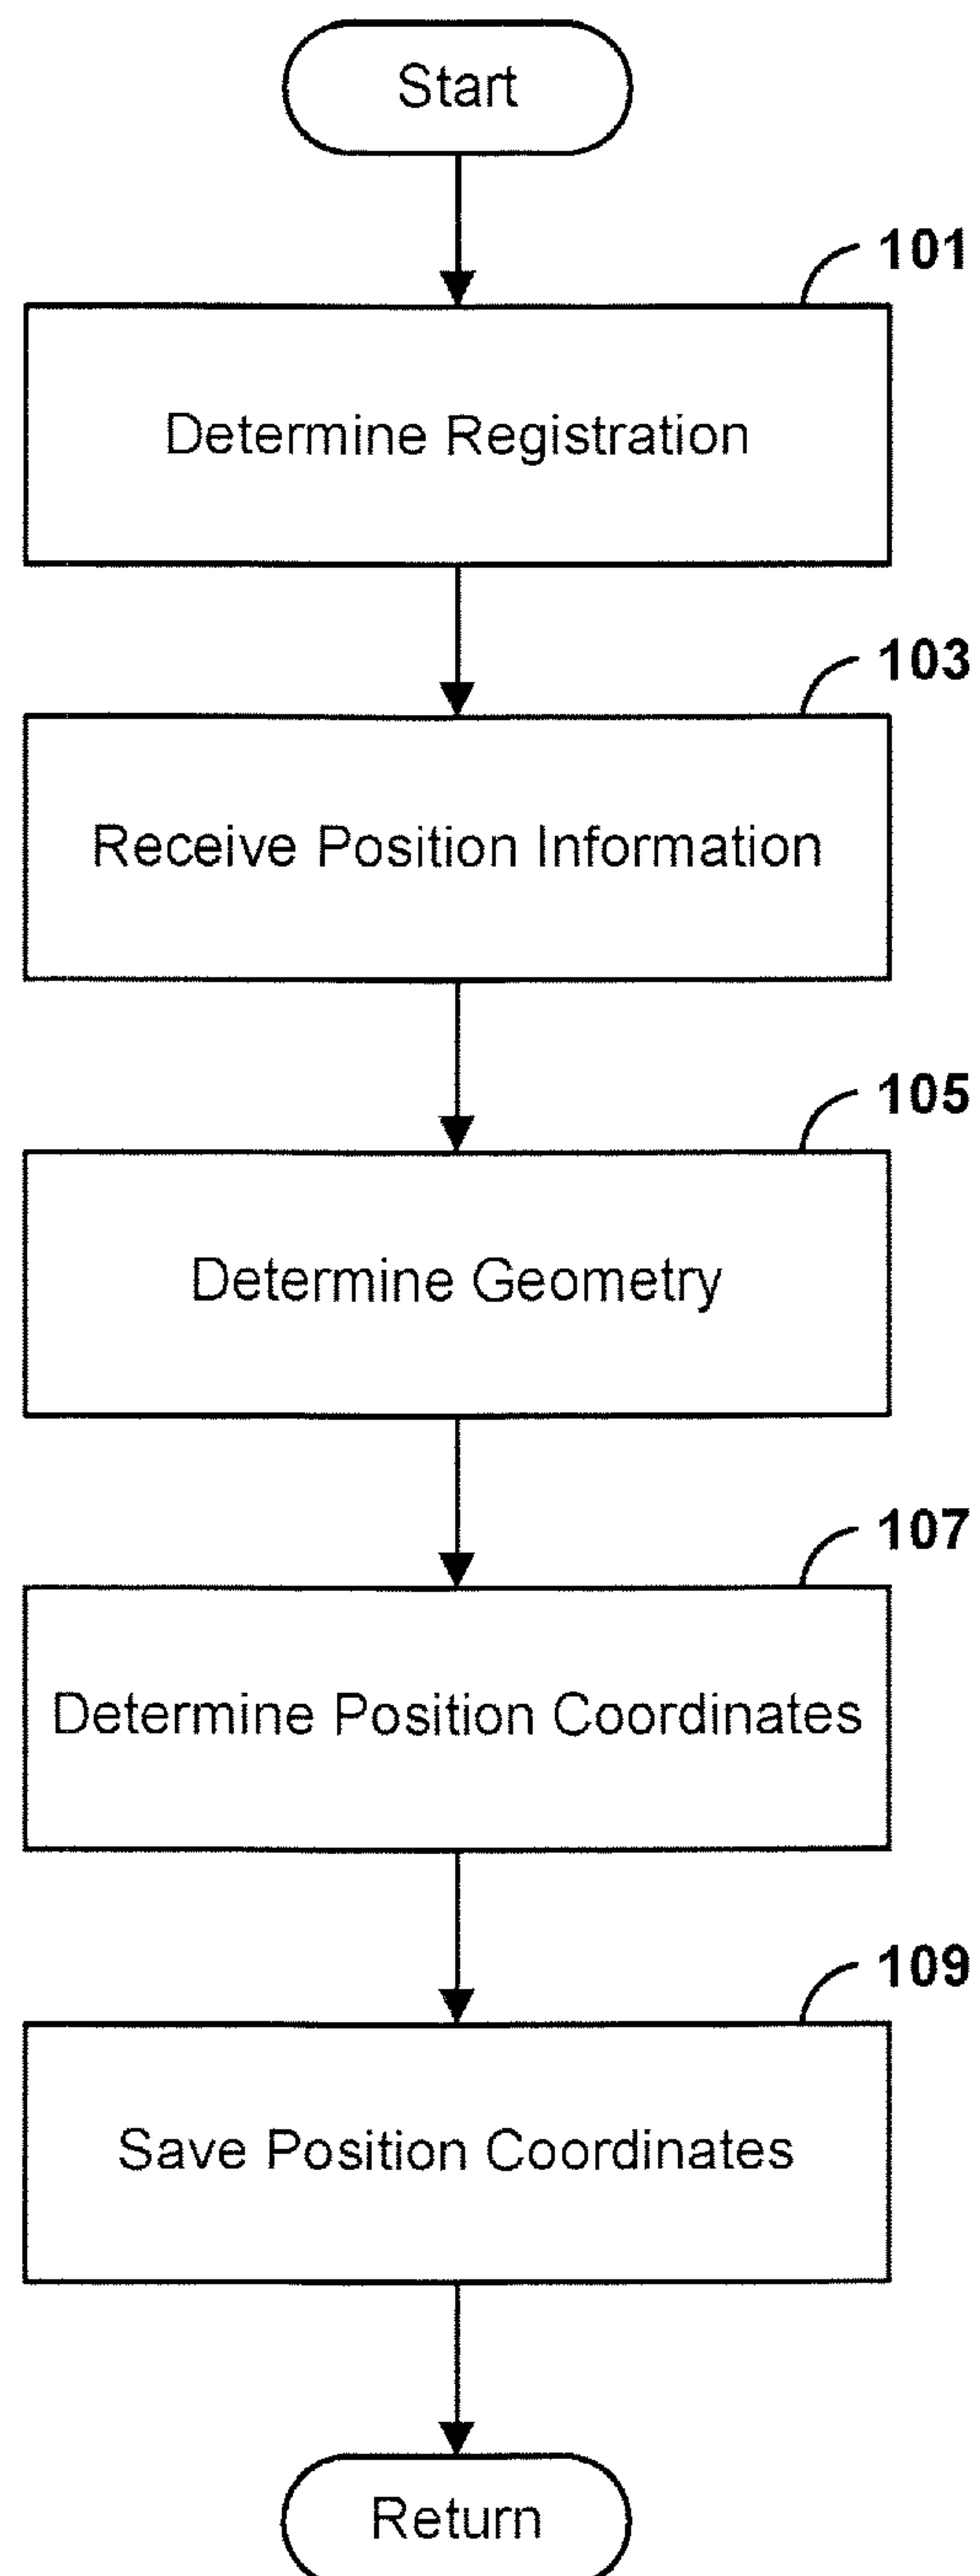 Start
101
Determine Registration
103
Receive Position Information
105
Determine Geometry
107
Determine Position Coordinates
109
Save Position Coordinates
Return